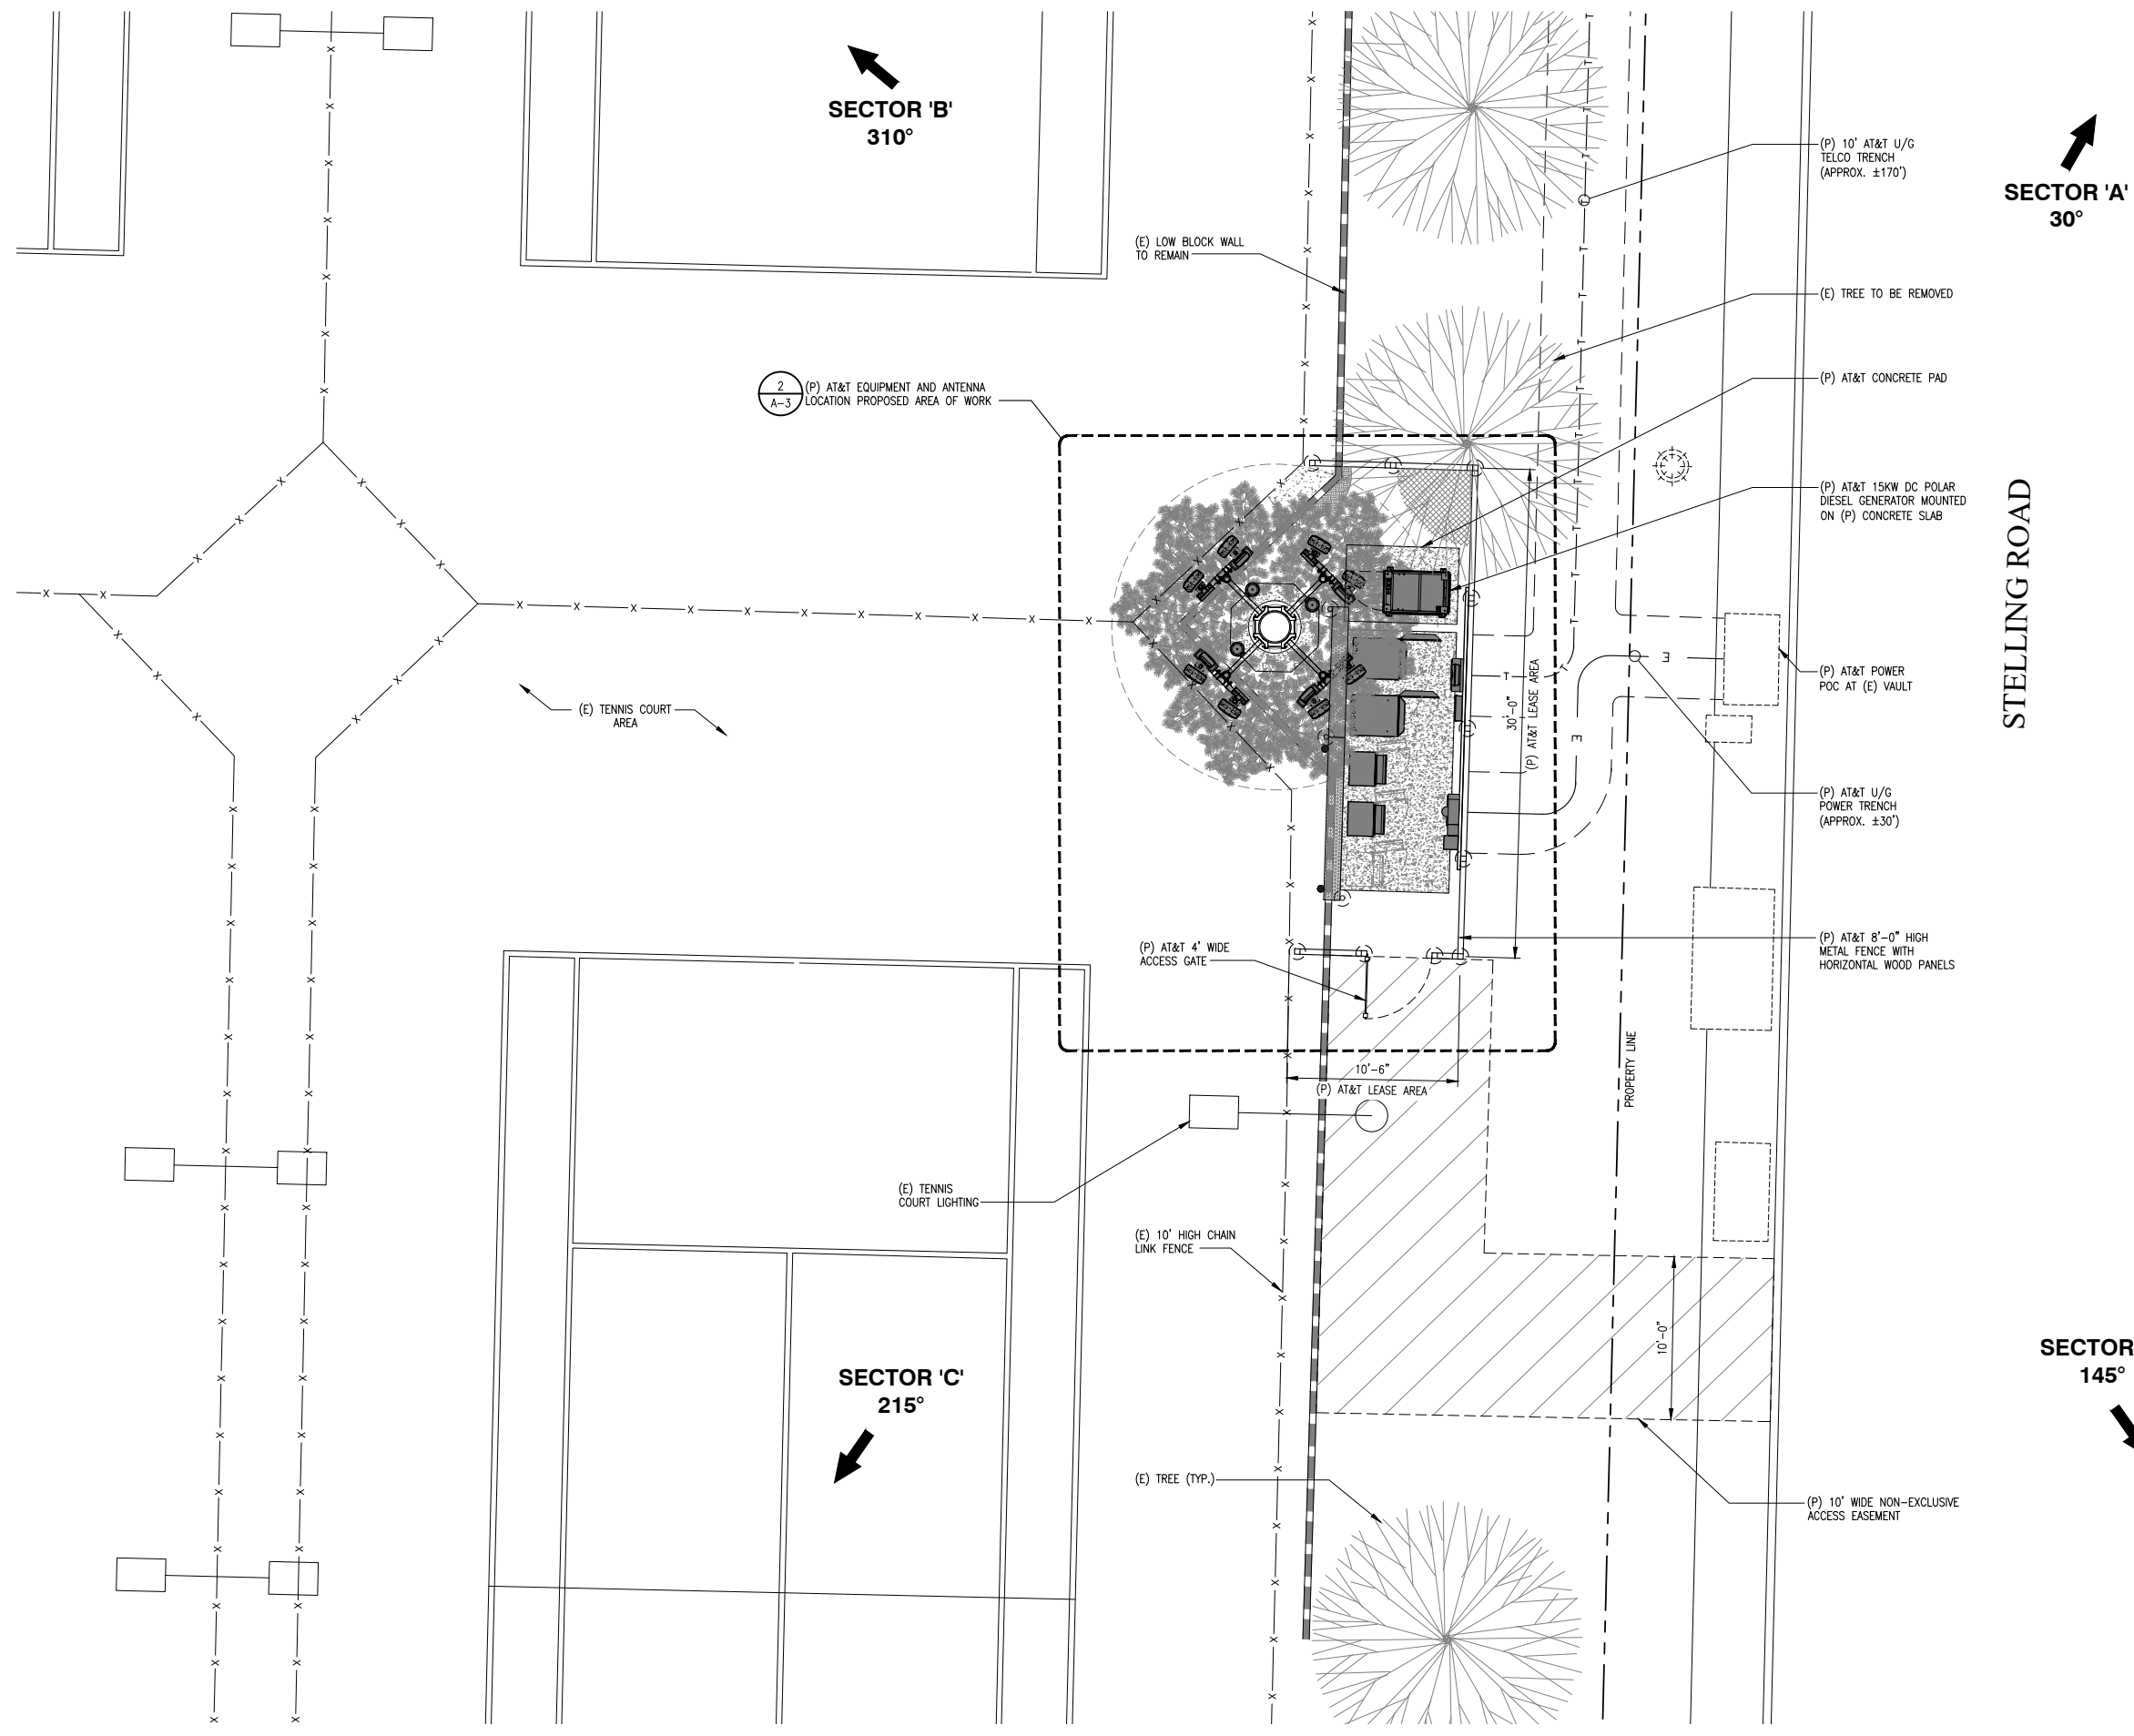 SECTOR 'B'
310°
SECTOR 'A'
30°
(P) 10' AT&T U/G
TELCO TRENCH
(APPROX. ±170')
(E) LOW BLOCK WALL
TO REMAIN
(E) TREE TO BE REMOVED
2
A-3
(P) AT&T EQUIPMENT AND ANTENNA
LOCATION PROPOSED AREA OF WORK
(P) AT&T CONCRETE PAD
(P) AT&T 15KW DC POLAR
DIESEL GENERATOR MOUNTED
ON (P) CONCRETE SLAB
STELLING ROAD
(E) TENNIS COURT
AREA
30'-0"
(P) AT&T LEASE AREA
(P) AT&T POWER
POC AT (E) VAULT
(P) AT&T U/G
POWER TRENCH
(APPROX. ±30')
(P) AT&T 4' WIDE
ACCESS GATE
(P) AT&T 8'-0" HIGH
METAL FENCE WITH
HORIZONTAL WOOD PANELS
10'-6"
(P) AT&T LEASE AREA
PROPERTY LINE
(E) TENNIS
COURT LIGHTING
(E) 10' HIGH CHAIN
LINK FENCE
10'-0"
SECTOR 'C'
215°
SECTOR
145°
(E) TREE (TYP.)
(P) 10' WIDE NON-EXCLUSIVE
ACCESS EASEMENT